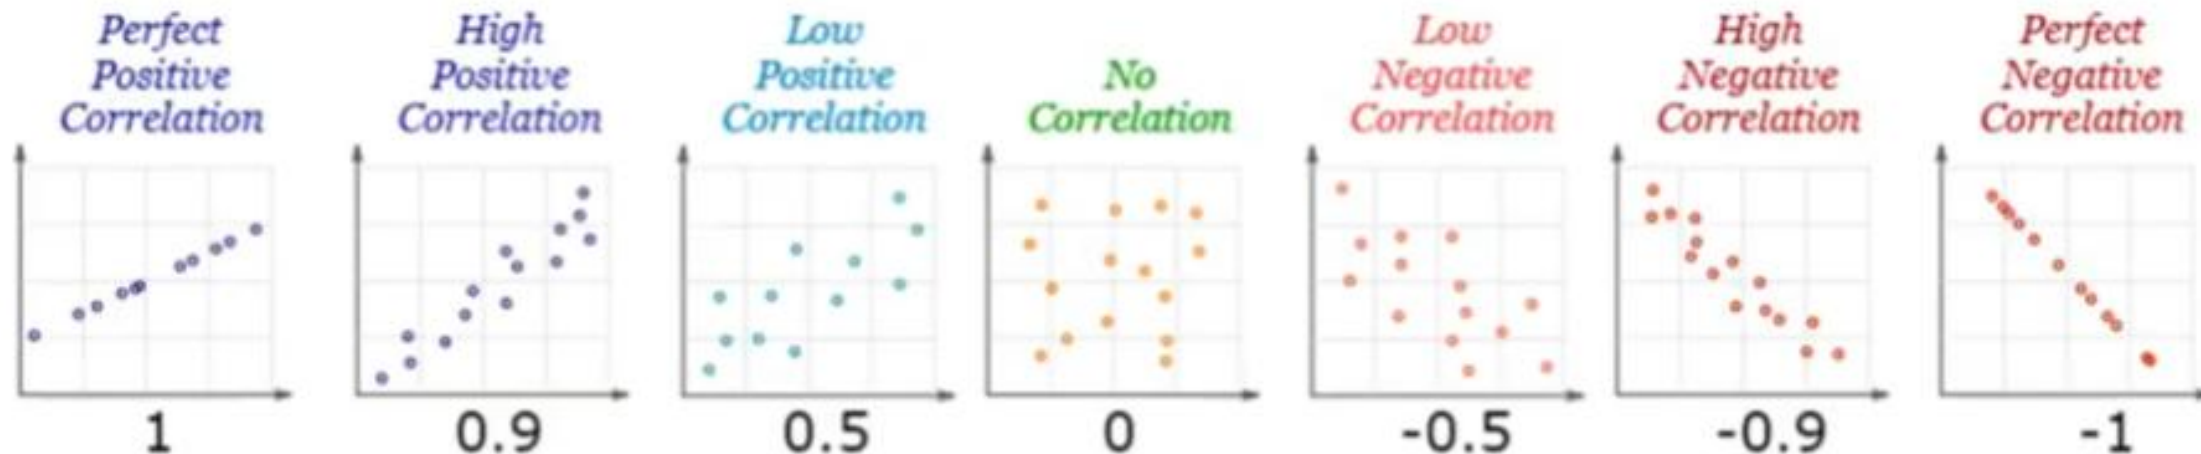 Perfect
Positive
Correlation
High
Positive
Correlation
Low
Positive
Correlation
No
Correlation
Low
Negative
Correlation
High
Negative
Correlation
Perfect
Negative
Correlation
1
0.9
0.5
0
-0.5
-0.9
-1